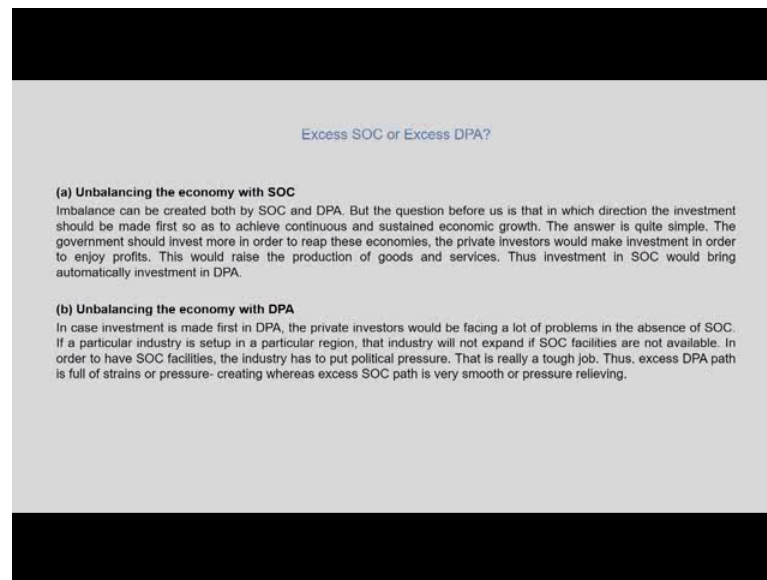 Excess SOC or Excess DPA?
(a) Unbalancing the economy with SOC
Imbalance can be created both by SOC and DPA. But the question before us is that in which direction the investment
should be made first so as to achieve continuous and sustained economic growth. The answer is quite simple. The
government should invest more in order to reap these economies, the private investors would make investment in order
to enjoy profits. This would raise the production of goods and services. Thus investment in SOC would bring
automatically investment in DPA.
(b) Unbalancing the economy with DPA
In case investment is made first in DPA, the private investors would be facing a lot of problems in the absence of SOC.
If a particular industry is setup in a particular region, that industry will not expand if SOC facilities are not available. In
order to have SOC facilities, the industry has to put political pressure. That is really a tough job. Thus, excess DPA path
is full of strains or pressure- creating whereas excess SOC path is very smooth or pressure relieving.